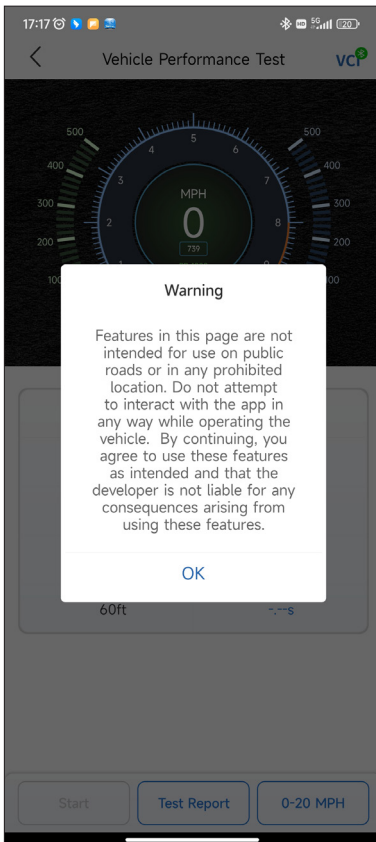 17:17 HD 5G 20
Vehicle Performance Test VCI
500 500
400 400
300 300
200 200
100 100
2 3 4 5 6 7 8
MPH
0
739
Warning
Features in this page are not
intended for use on public
roads or in any prohibited
location. Do not attempt
to interact with the app in
any way while operating the
vehicle. By continuing, you
agree to use these features
as intended and that the
developer is not liable for any
consequences arising from
using these features.
OK
60ft -.--s
Start Test Report 0-20 MPH